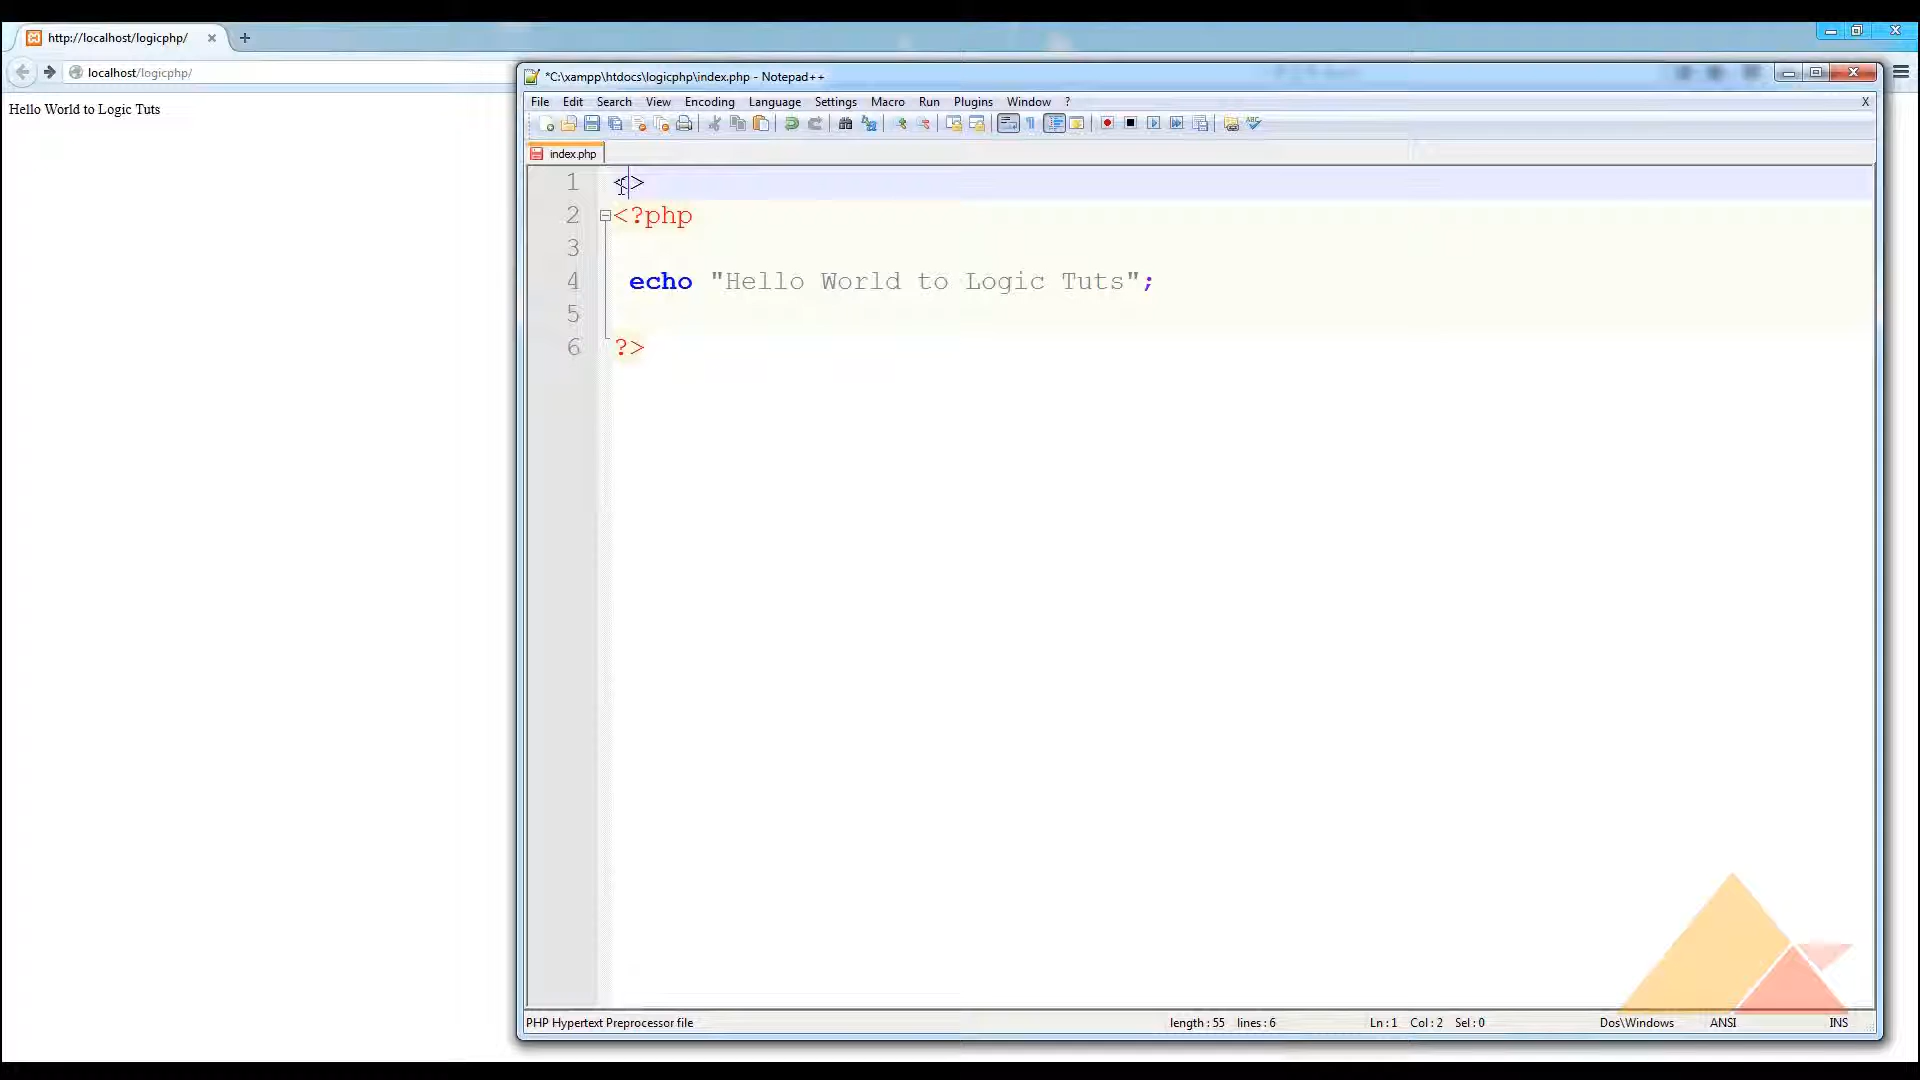 http://localhost/logicphp/
localhost/logicphp/
Hello World to Logic Tuts
*C:\xampp\htdocs\logicphp\index.php - Notepad++
File Edit Search View Encoding Language Settings Macro Run Plugins Window ? X
index.php
1 <>
2 <?php
3
4 echo "Hello World to Logic Tuts";
5
6 ?>
PHP Hypertext Preprocessor file length : 55 lines : 6 Ln : 1 Col : 2 Sel : 0 Dos\Windows ANSI INS